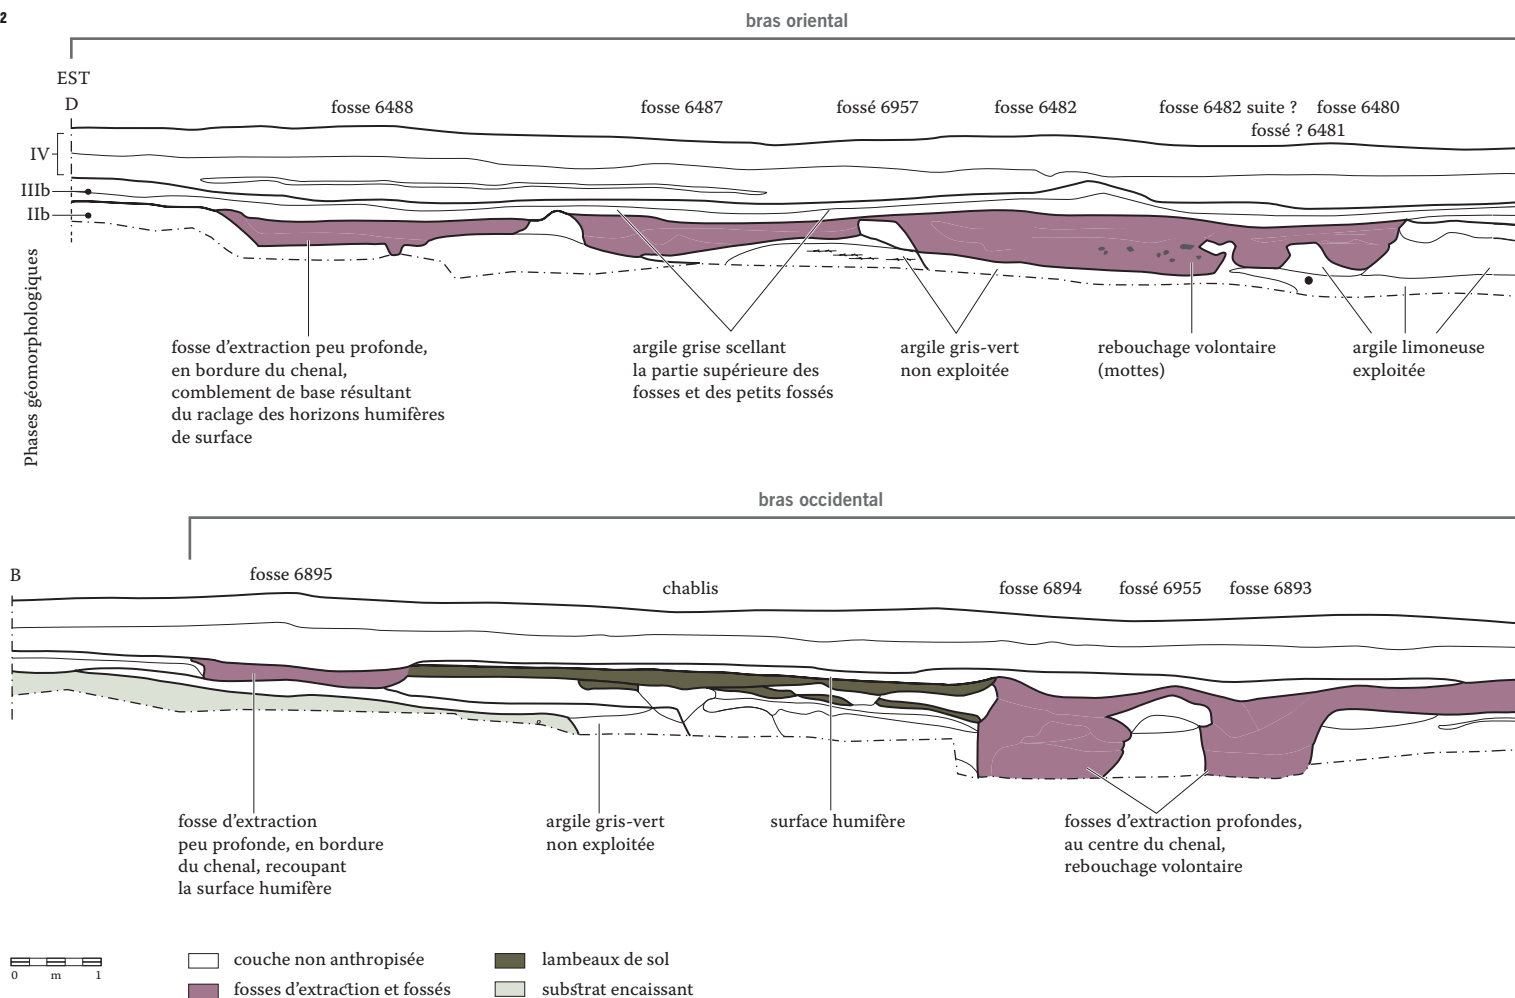 2
bras oriental
EST
D
fosse 6488
fosse 6487
fossé 6957
fosse 6482
fosse 6482 suite ?
fosse 6480
fossé ? 6481
IV
IIIb
IIb
Phases géomorphologiques
fosse d'extraction peu profonde,
en bordure du chenal,
comblement de base résultant
du raclage des horizons humifères
de surface
argile grise scellant
la partie supérieure des
fosses et des petits fossés
argile gris-vert
non exploitée
rebouchage volontaire
(mottes)
argile limoneuse
exploitée
bras occidental
B
fosse 6895
chablis
fosse 6894
fossé 6955
fosse 6893
fosse d'extraction
peu profonde, en bordure
du chenal, recoupant
la surface humifère
argile gris-vert
non exploitée
surface humifère
fosses d'extraction profondes,
au centre du chenal,
rebouchage volontaire
0 m 1
couche non anthropisée
fosses d'extraction et fossés
lambeaux de sol
substrat encaissant